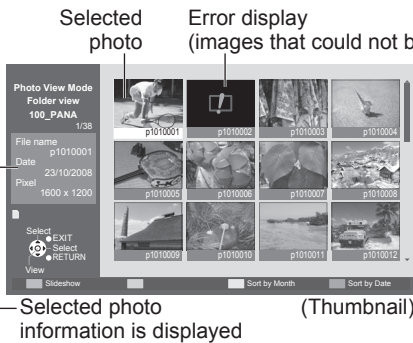 Selected
photo
Error display
(images that could not b
Photo View Mode
Folder view
100_PANA
1/38
File name
p1010001
Date
23/10/2008
Pixel
1600 x 1200
Select
EXIT
Select
RETURN
View
p1010001
p1010002
p1010003
p1010004
p1010005
p1010006
p1010007
p1010008
p1010009
p1010010
p1010011
p1010012
Slideshow
Sort by Month
Sort by Date
Selected photo
information is displayed
(Thumbnail)